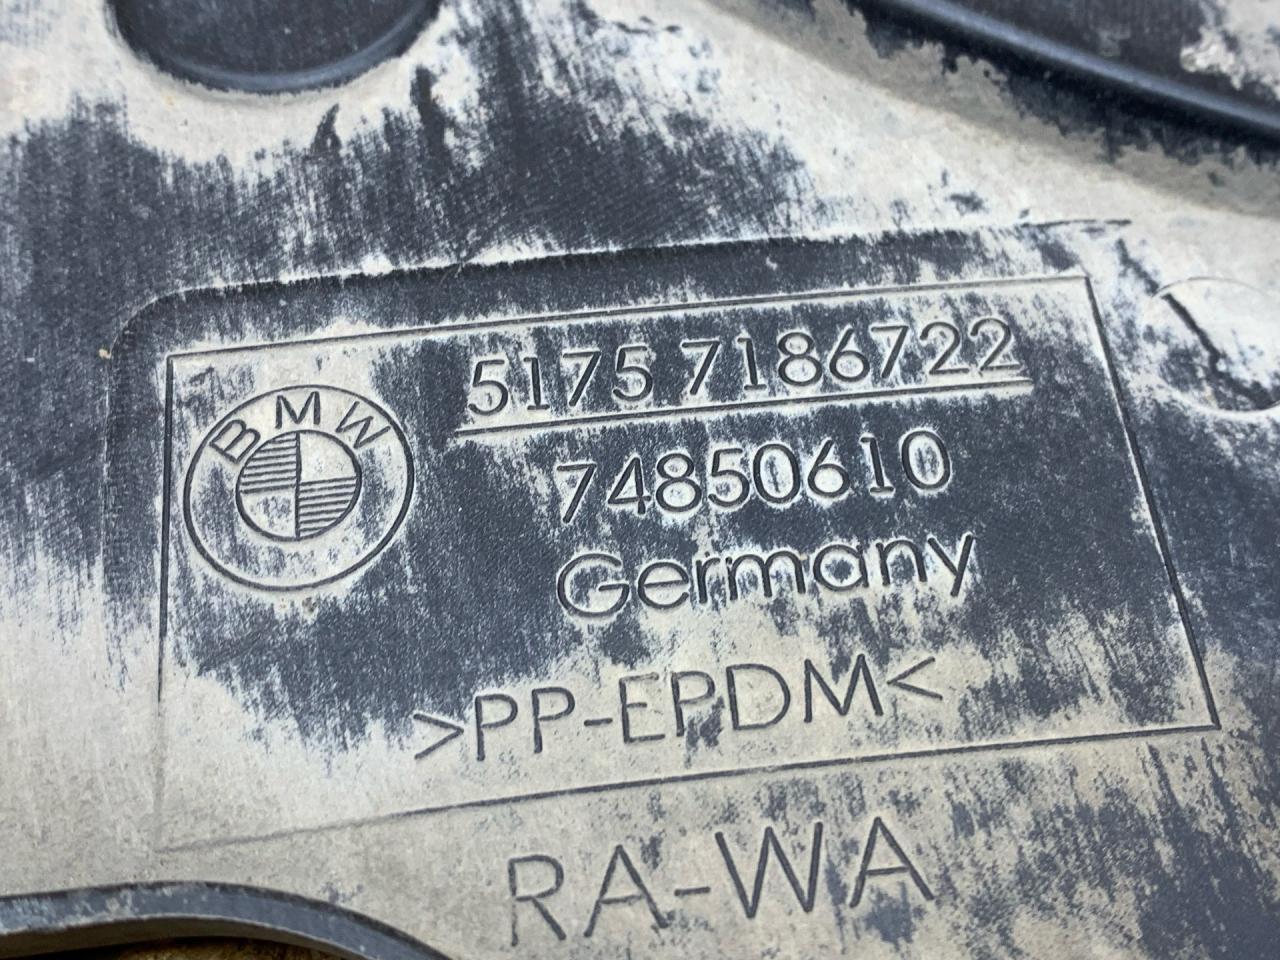 BMW
5175 7186722
74850610
Germany
>PP-EPDM<
RA-WA